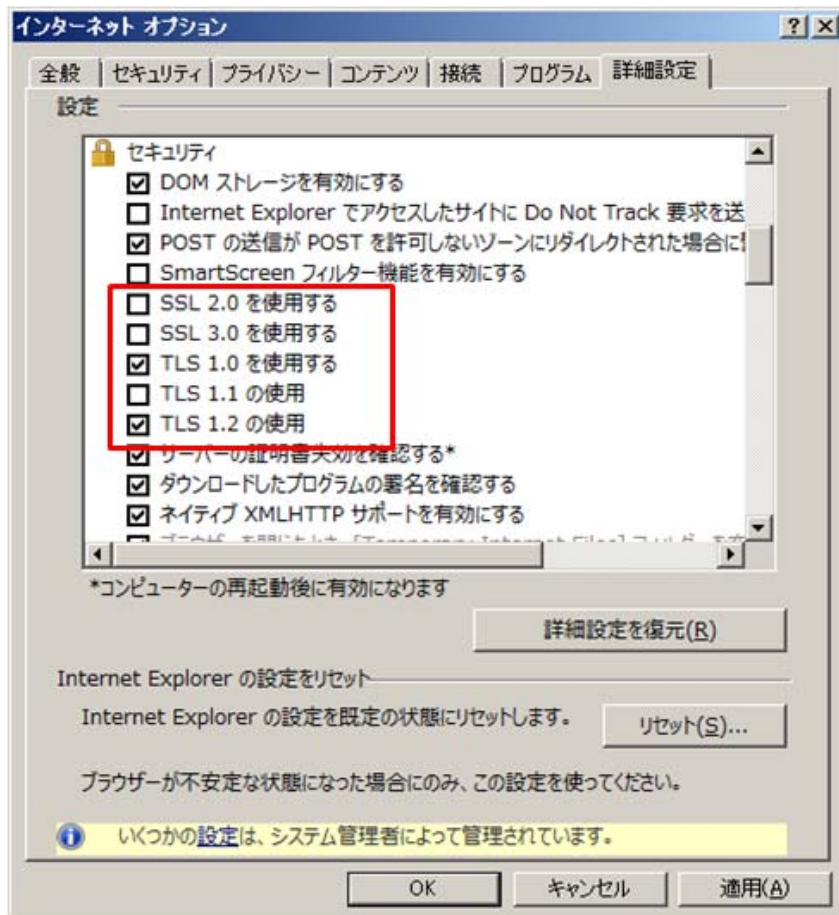 インターネット オプション
全般 セキュリティ プライバシー コンテンツ 接続 プログラム 詳細設定
設定
セキュリティ
DOM ストレージを有効にする
Internet Explorer でアクセスしたサイトに Do Not Track 要求を送
POST の送信が POST を許可しないゾーンにリダイレクトされた場合に
SmartScreen フィルター機能を有効にする
SSL 2.0 を使用する
SSL 3.0 を使用する
TLS 1.0 を使用する
TLS 1.1 の使用
TLS 1.2 の使用
サーバーの証明書失効を確認する*
ダウンロードしたプログラムの署名を確認する
ネイティブ XMLHTTP サポートを有効にする
*コンピューターの再起動後に有効になります
詳細設定を復元(R)
Internet Explorer の設定をリセット
Internet Explorer の設定を既定の状態にリセットします。
リセット(S)...
ブラウザーが不安定な状態になった場合にのみ、この設定を使ってください。
いくつかの設定は、システム管理者によって管理されています。
OK キャンセル 適用(A)